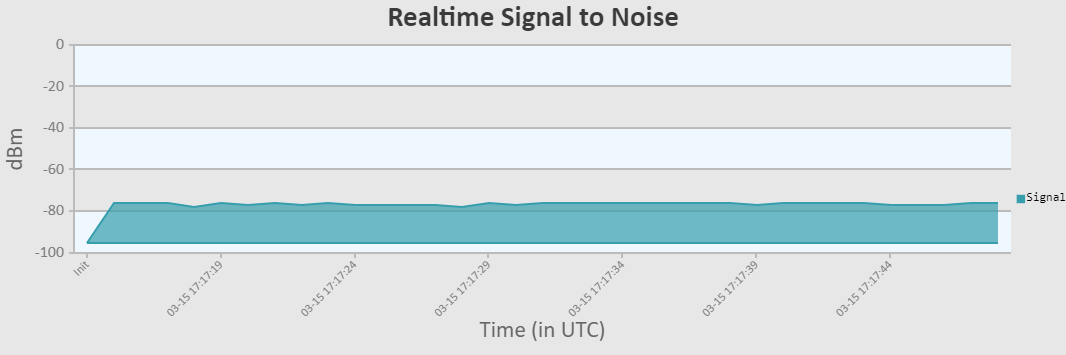 Realtime Signal to Noise
0
-20
-40
-60
-80
-100
dBm
Signal
Init
03-15 17:17:19
03-15 17:17:24
03-15 17:17:29
03-15 17:17:34
03-15 17:17:39
03-15 17:17:44
Time (in UTC)